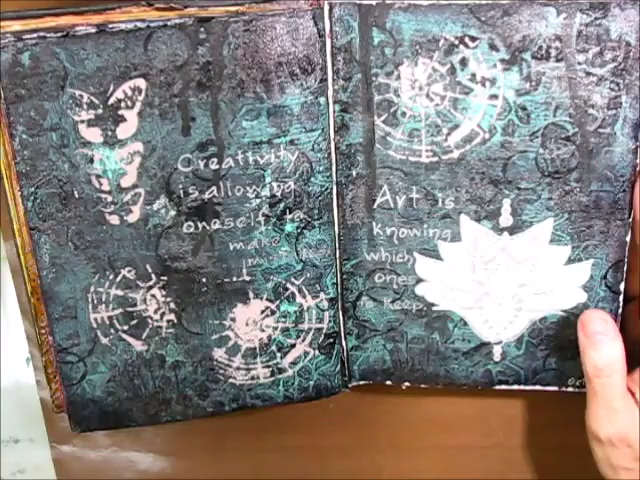 Creativity
is allowing
oneself to
make
Art is
knowing
which
ones
keep.